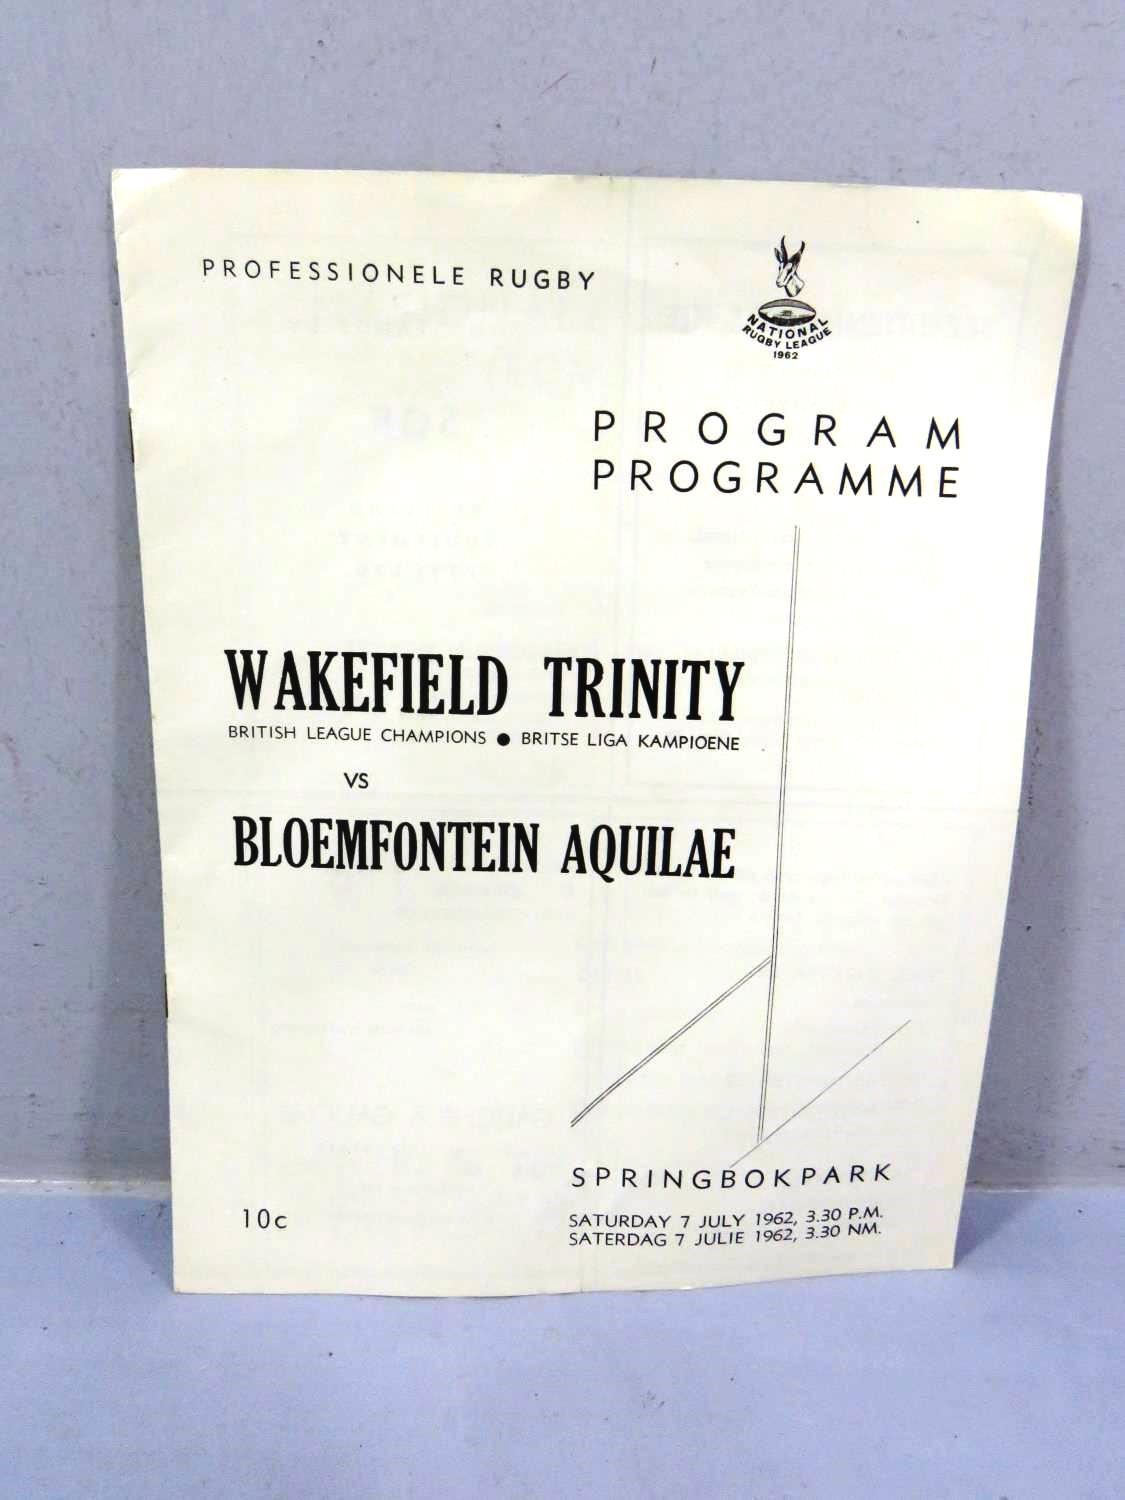 PROFESSIONELE RUGBY
NATIONAL
RUGBY LEAGUE
1962
PROGRAM
PROGRAMME
WAKEFIELD TRINITY
BRITISH LEAGUE CHAMPIONS ● BRITSE LIGA KAMPIOENE
VS
BLOEMFONTEIN AQUILAE
SPRINGBOKPARK
10c
SATURDAY 7 JULY 1962, 3.30 P.M.
SATERDAG 7 JULIE 1962, 3.30 NM.